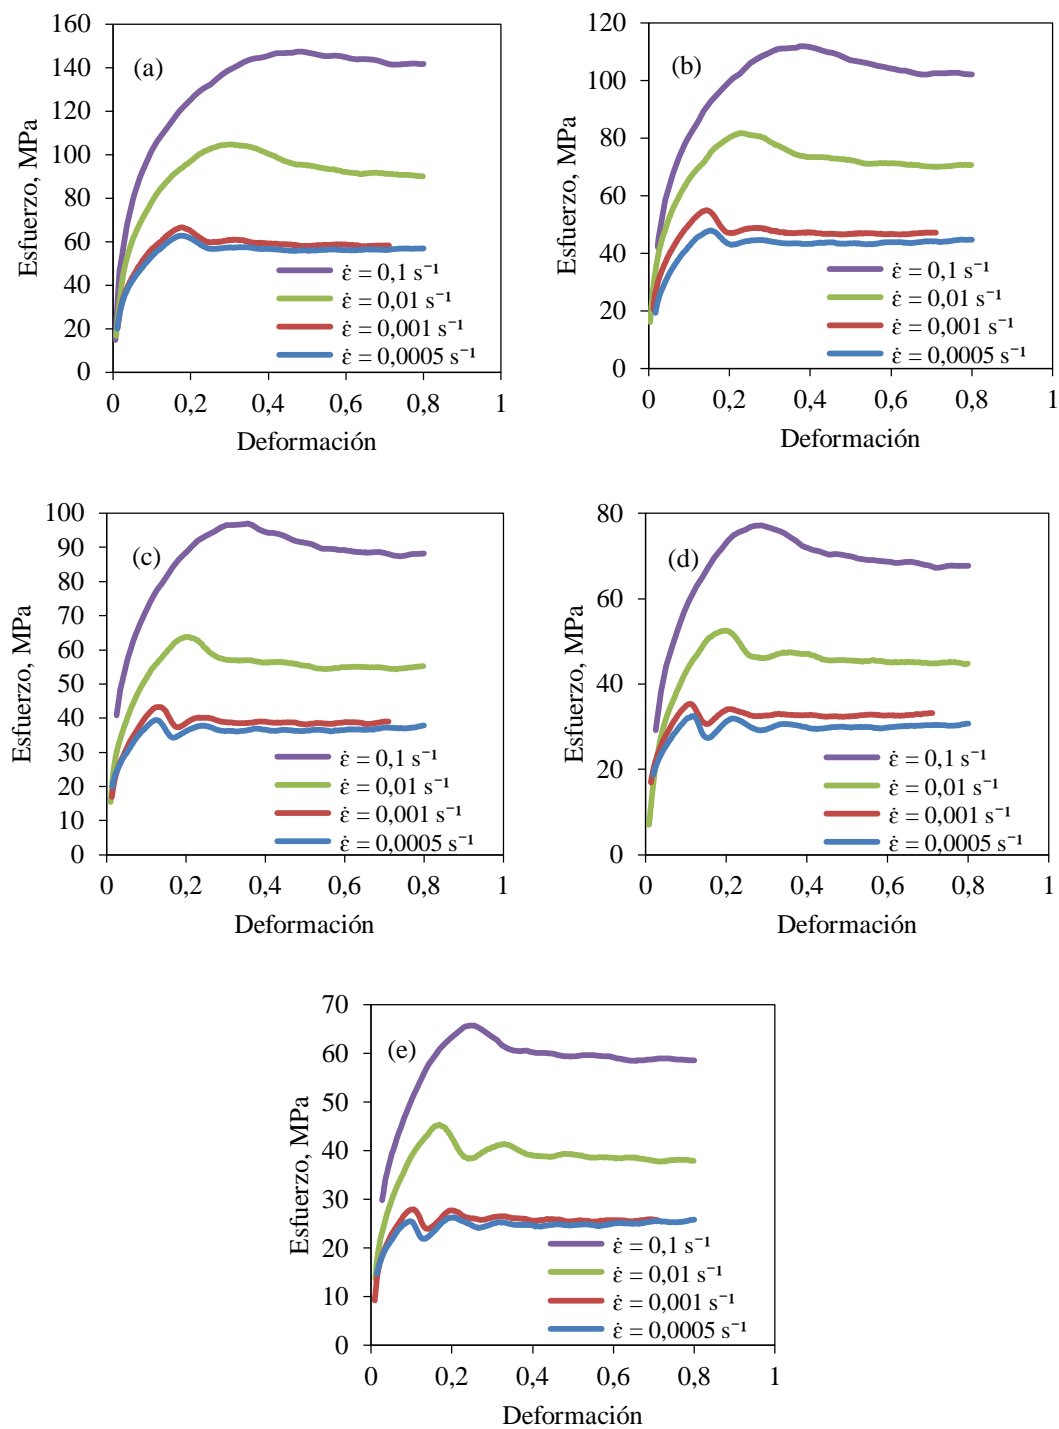 160
140
120
100
80
60
40
20
0
Esfuerzo, MPa
(a)
ε̇ = 0,1 s⁻¹
ε̇ = 0,01 s⁻¹
ε̇ = 0,001 s⁻¹
ε̇ = 0,0005 s⁻¹
0 0,2 0,4 0,6 0,8 1
Deformación
120
100
80
60
40
20
0
Esfuerzo, MPa
(b)
ε̇ = 0,1 s⁻¹
ε̇ = 0,01 s⁻¹
ε̇ = 0,001 s⁻¹
ε̇ = 0,0005 s⁻¹
0 0,2 0,4 0,6 0,8 1
Deformación
100
90
80
70
60
50
40
30
20
10
0
Esfuerzo, MPa
(c)
ε̇ = 0,1 s⁻¹
ε̇ = 0,01 s⁻¹
ε̇ = 0,001 s⁻¹
ε̇ = 0,0005 s⁻¹
0 0,2 0,4 0,6 0,8 1
Deformación
80
60
40
20
0
Esfuerzo, MPa
(d)
ε̇ = 0,1 s⁻¹
ε̇ = 0,01 s⁻¹
ε̇ = 0,001 s⁻¹
ε̇ = 0,0005 s⁻¹
0 0,2 0,4 0,6 0,8 1
Deformación
70
60
50
40
30
20
10
0
Esfuerzo, MPa
(e)
ε̇ = 0,1 s⁻¹
ε̇ = 0,01 s⁻¹
ε̇ = 0,001 s⁻¹
ε̇ = 0,0005 s⁻¹
0 0,2 0,4 0,6 0,8 1
Deformación